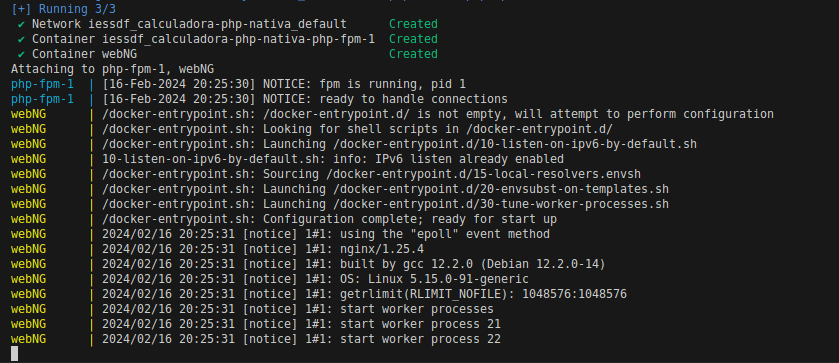 [+] Running 3/3
✔ Network iessdf_calculadora-php-nativa_default Created
✔ Container iessdf_calculadora-php-nativa-php-fpm-1 Created
✔ Container webNG Created
Attaching to php-fpm-1, webNG
php-fpm-1 | [16-Feb-2024 20:25:30] NOTICE: fpm is running, pid 1
php-fpm-1 | [16-Feb-2024 20:25:30] NOTICE: ready to handle connections
webNG | /docker-entrypoint.sh: /docker-entrypoint.d/ is not empty, will attempt to perform configuration
webNG | /docker-entrypoint.sh: Looking for shell scripts in /docker-entrypoint.d/
webNG | /docker-entrypoint.sh: Launching /docker-entrypoint.d/10-listen-on-ipv6-by-default.sh
webNG | 10-listen-on-ipv6-by-default.sh: info: IPv6 listen already enabled
webNG | /docker-entrypoint.sh: Sourcing /docker-entrypoint.d/15-local-resolvers.envsh
webNG | /docker-entrypoint.sh: Launching /docker-entrypoint.d/20-envsubst-on-templates.sh
webNG | /docker-entrypoint.sh: Launching /docker-entrypoint.d/30-tune-worker-processes.sh
webNG | /docker-entrypoint.sh: Configuration complete; ready for start up
webNG | 2024/02/16 20:25:31 [notice] 1#1: using the "epoll" event method
webNG | 2024/02/16 20:25:31 [notice] 1#1: nginx/1.25.4
webNG | 2024/02/16 20:25:31 [notice] 1#1: built by gcc 12.2.0 (Debian 12.2.0-14)
webNG | 2024/02/16 20:25:31 [notice] 1#1: OS: Linux 5.15.0-91-generic
webNG | 2024/02/16 20:25:31 [notice] 1#1: getrlimit(RLIMIT_NOFILE): 1048576:1048576
webNG | 2024/02/16 20:25:31 [notice] 1#1: start worker processes
webNG | 2024/02/16 20:25:31 [notice] 1#1: start worker process 21
webNG | 2024/02/16 20:25:31 [notice] 1#1: start worker process 22